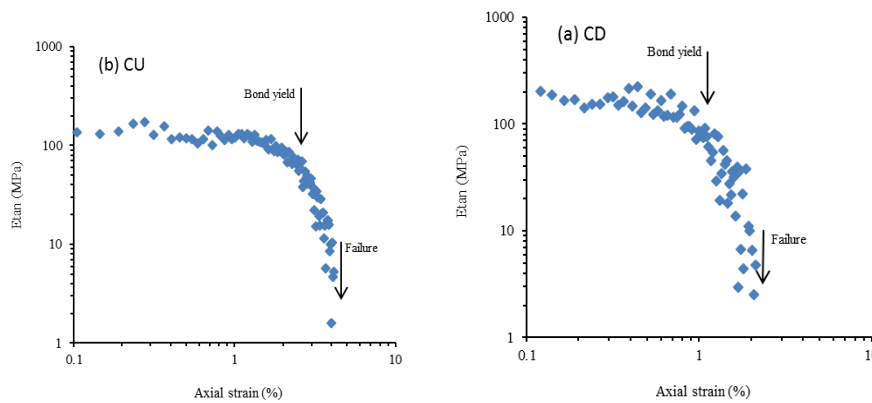 (b) CU
1000
100
10
1
0.1
1
10
Etan (MPa)
Axial strain (%)
Bond yield
Failure
(a) CD
1000
100
10
1
0.1
1
10
Etan (MPa)
Axial strain (%)
Bond yield
Failure